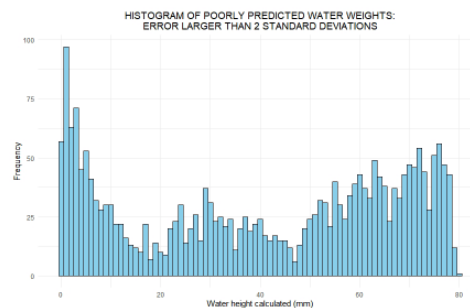 HISTOGRAM OF POORLY PREDICTED WATER WEIGHTS:
ERROR LARGER THAN 2 STANDARD DEVIATIONS
100
75
50
25
0
Frequency
0
20
40
60
80
Water height calculated (mm)